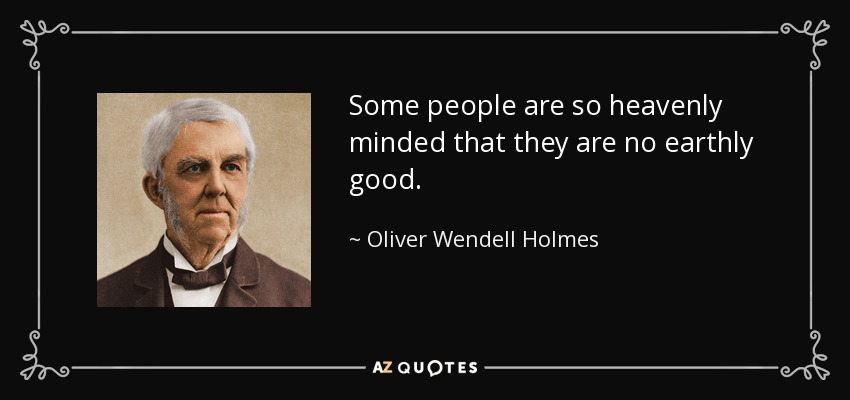 Some people are so heavenly
minded that they are no earthly
good.
~ Oliver Wendell Holmes
AZ QUOTES